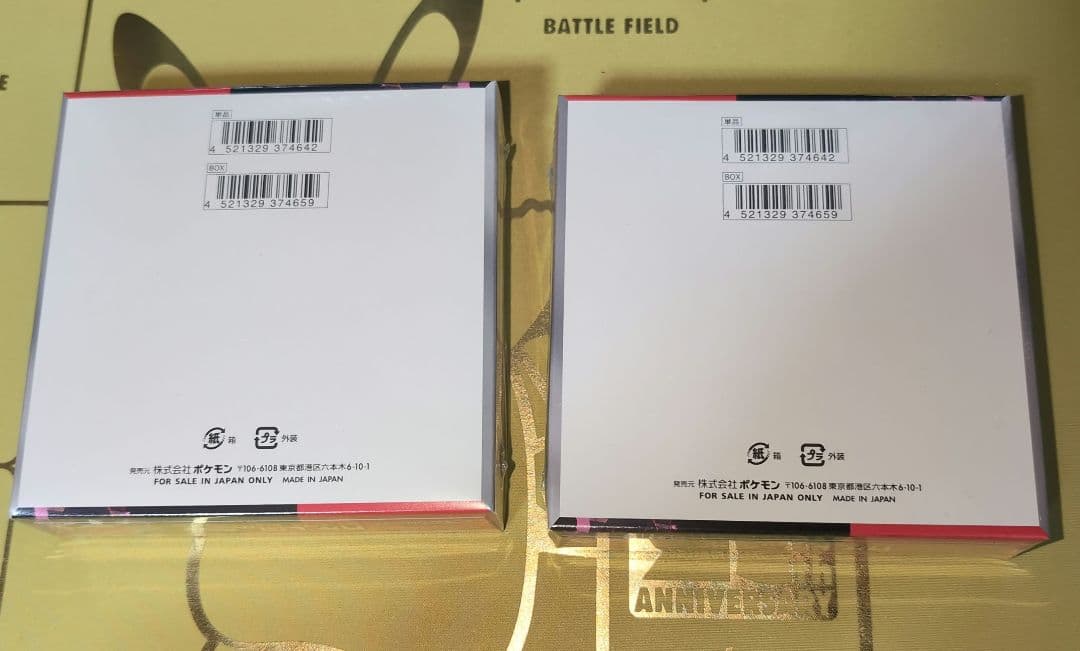 BATTLE FIELD
単品
4 521329 374642
BOX
4 521329 374659
紙 箱 プラ 外装
発売元 株式会社ポケモン 〒106-6108 東京都港区六本木6-10-1
FOR SALE IN JAPAN ONLY MADE IN JAPAN
単品
4 521329 374642
BOX
4 521329 374659
紙 箱 プラ 外装
発売元 株式会社ポケモン 〒106-6108 東京都港区六本木6-10-1
FOR SALE IN JAPAN ONLY MADE IN JAPAN
ANNIVERSARY